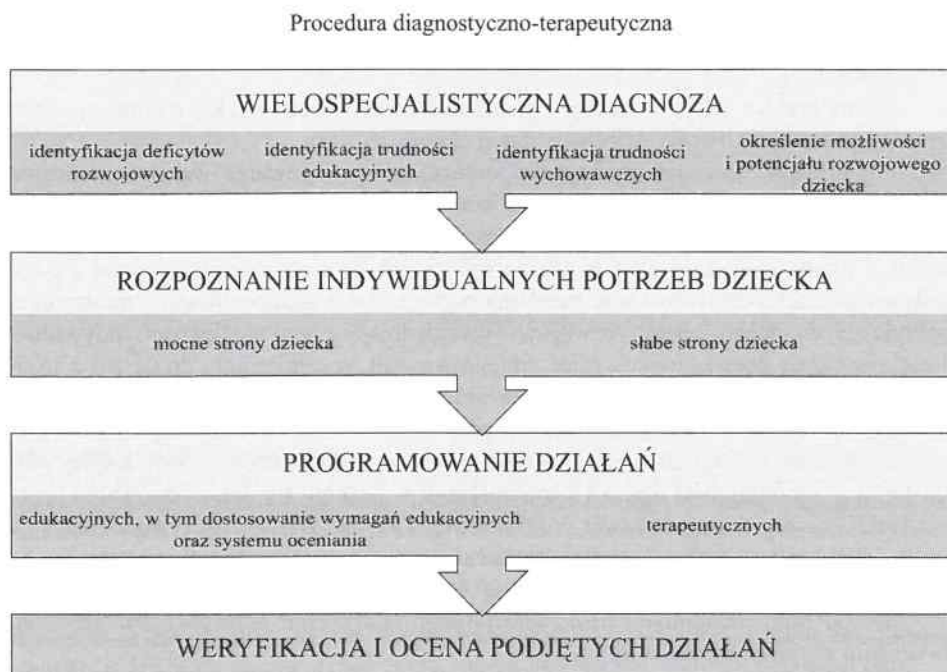 Procedura diagnostyczno-terapeutyczna
WIELOSPECJALISTYCZNA DIAGNOZA
identyfikacja deficytów
rozwojowych
identyfikacja trudności
edukacyjnych
identyfikacja trudności
wychowawczych
określenie możliwości
i potencjału rozwojowego
dziecka
ROZPOZNANIE INDYWIDUALNYCH POTRZEB DZIECKA
mocne strony dziecka
słabe strony dziecka
PROGRAMOWANIE DZIAŁAŃ
edukacyjnych, w tym dostosowanie wymagań edukacyjnych
oraz systemu oceniania
terapeutycznych
WERYFIKACJA I OCENA PODJĘTYCH DZIAŁAŃ